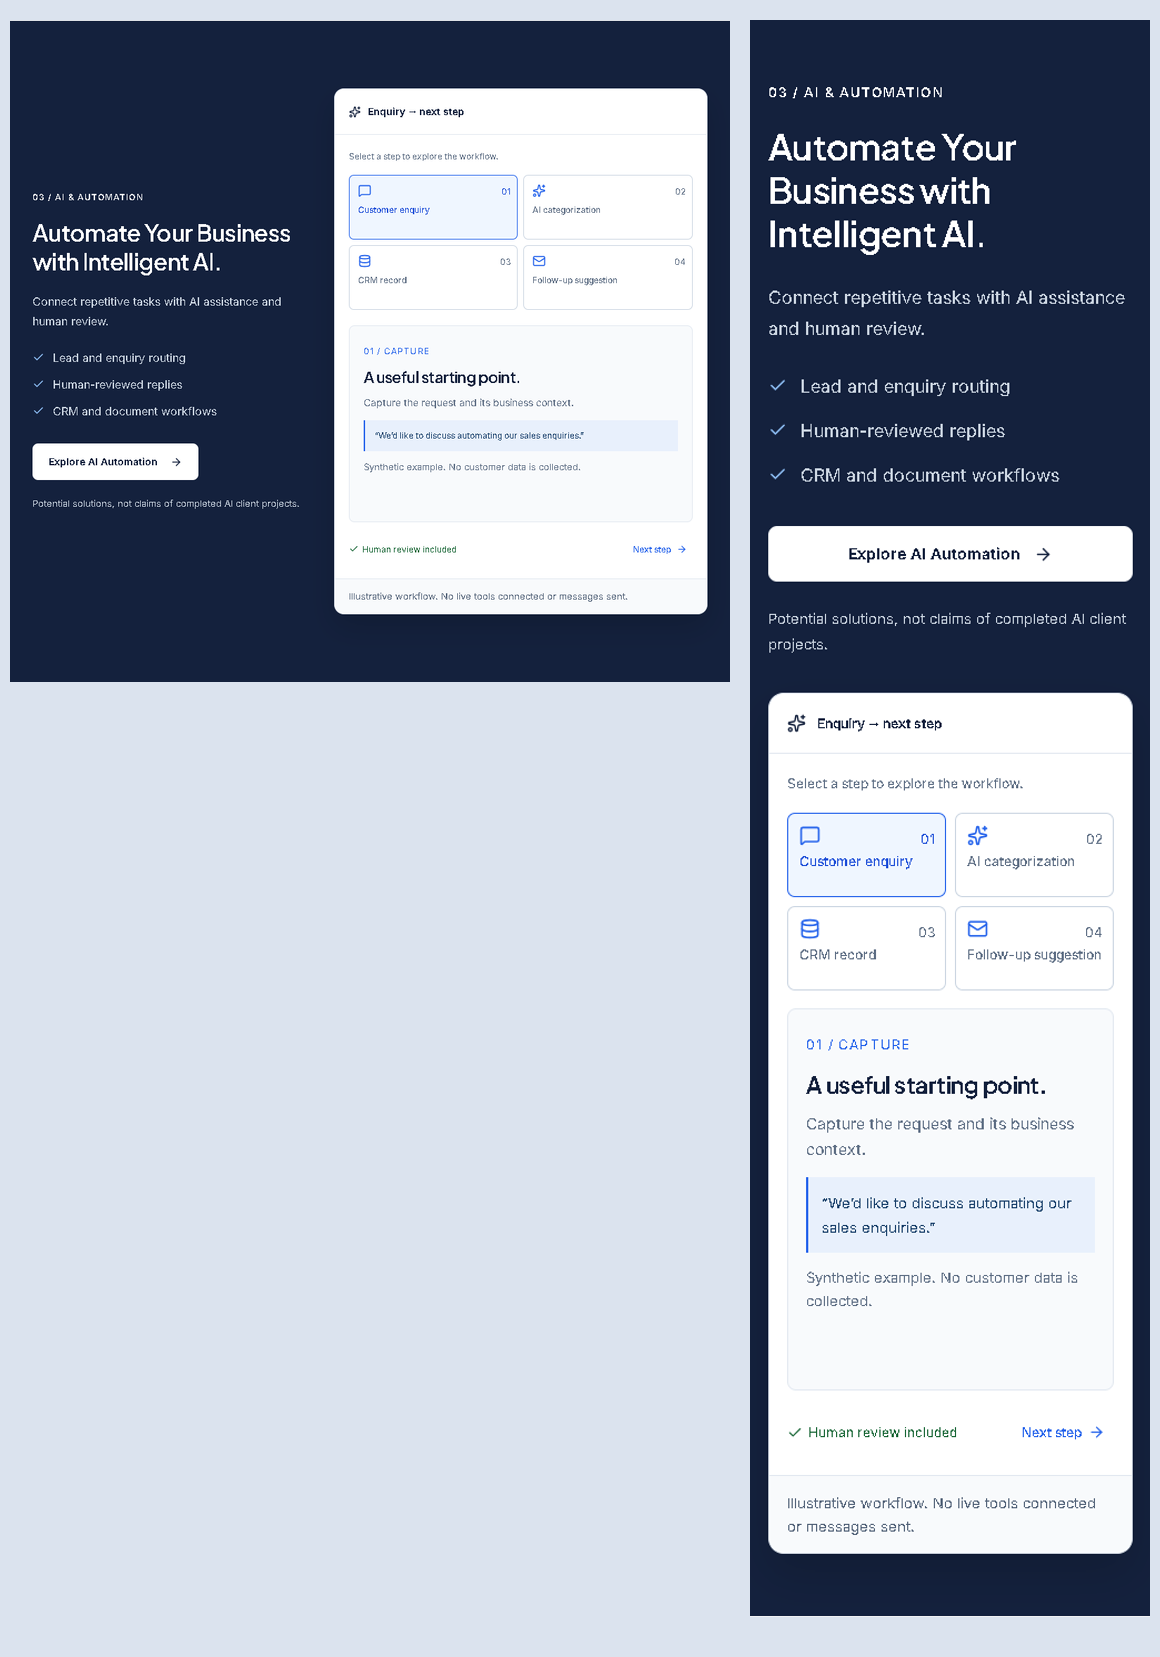 03 / AI & AUTOMATION
Automate Your Business
with Intelligent AI.
Connect repetitive tasks with AI assistance and
human review.
Lead and enquiry routing
Human-reviewed replies
CRM and document workflows
Explore AI Automation →
Potential solutions, not claims of completed AI client projects.
Enquiry → next step
Select a step to explore the workflow.
01
Customer enquiry
02
AI categorization
03
CRM record
04
Follow-up suggestion
01 / CAPTURE
A useful starting point.
Capture the request and its business context.
“We’d like to discuss automating our sales enquiries.”
Synthetic example. No customer data is collected.
Human review included
Next step →
Illustrative workflow. No live tools connected or messages sent.
03 / AI & AUTOMATION
Automate Your
Business with
Intelligent AI.
Connect repetitive tasks with AI assistance
and human review.
Lead and enquiry routing
Human-reviewed replies
CRM and document workflows
Explore AI Automation →
Potential solutions, not claims of completed AI client
projects.
Enquiry → next step
Select a step to explore the workflow.
01
Customer enquiry
02
AI categorization
03
CRM record
04
Follow-up suggestion
01 / CAPTURE
A useful starting point.
Capture the request and its business
context.
“We’d like to discuss automating our
sales enquiries.”
Synthetic example. No customer data is
collected.
Human review included
Next step →
Illustrative workflow. No live tools connected
or messages sent.